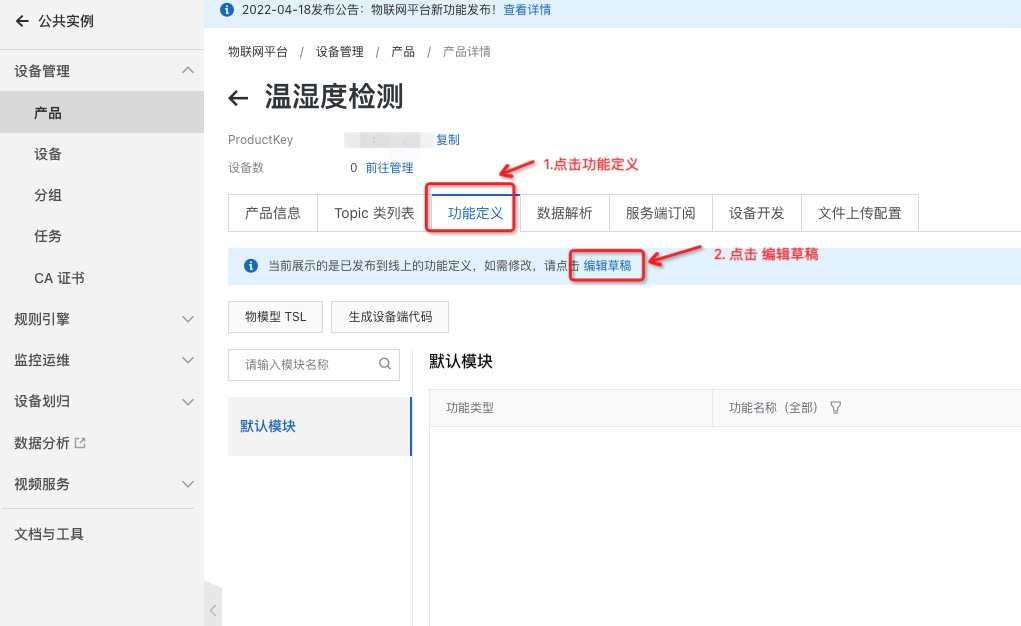 公共实例
设备管理
产品
设备
分组
任务
CA 证书
规则引擎
监控运维
设备划归
数据分析
视频服务
文档与工具
2022-04-18发布公告：物联网平台新功能发布！查看详情
物联网平台 / 设备管理 / 产品 / 产品详情
温湿度检测
ProductKey 复制
设备数 0 前往管理
1.点击功能定义
产品信息 Topic 类列表 功能定义 数据解析 服务端订阅 设备开发 文件上传配置
当前展示的是已发布到线上的功能定义，如需修改，请点击 编辑草稿
2. 点击 编辑草稿
物模型 TSL 生成设备端代码
请输入模块名称
默认模块
默认模块
功能类型 功能名称（全部）